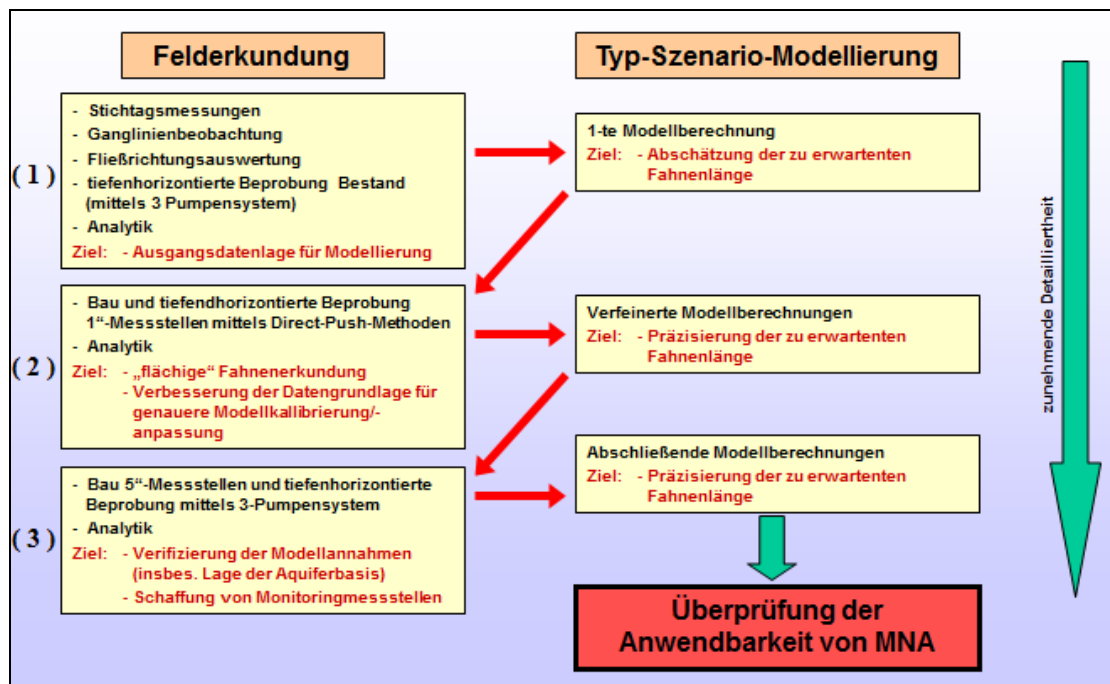 Felderkundung
Typ-Szenario-Modellierung
( 1 )
- Stichtagsmessungen
- Ganglinienbeobachtung
- Fließrichtungsauswertung
- tiefenhorizontierte Beprobung Bestand
(mittels 3 Pumpensystem)
- Analytik
Ziel: - Ausgangsdatenlage für Modellierung
1-te Modellberechnung
Ziel: - Abschätzung der zu erwartenten
Fahnenlänge
( 2 )
- Bau und tiefendhorizontierte Beprobung
1“-Messstellen mittels Direct-Push-Methoden
- Analytik
Ziel: - „flächige“ Fahnenerkundung
- Verbesserung der Datengrundlage für
genauere Modellkallibrierung/-
anpassung
Verfeinerte Modellberechnungen
Ziel: - Präzisierung der zu erwartenten
Fahnenlänge
( 3 )
- Bau 5“-Messstellen und tiefenhorizontierte
Beprobung mittels 3-Pumpensystem
- Analytik
Ziel: - Verifizierung der Modellannahmen
(insbes. Lage der Aquiferbasis)
- Schaffung von Monitoringmessstellen
Abschließende Modellberechnungen
Ziel: - Präzisierung der zu erwartenten
Fahnenlänge
Überprüfung der
Anwendbarkeit von MNA
zunehmende Detailliertheit